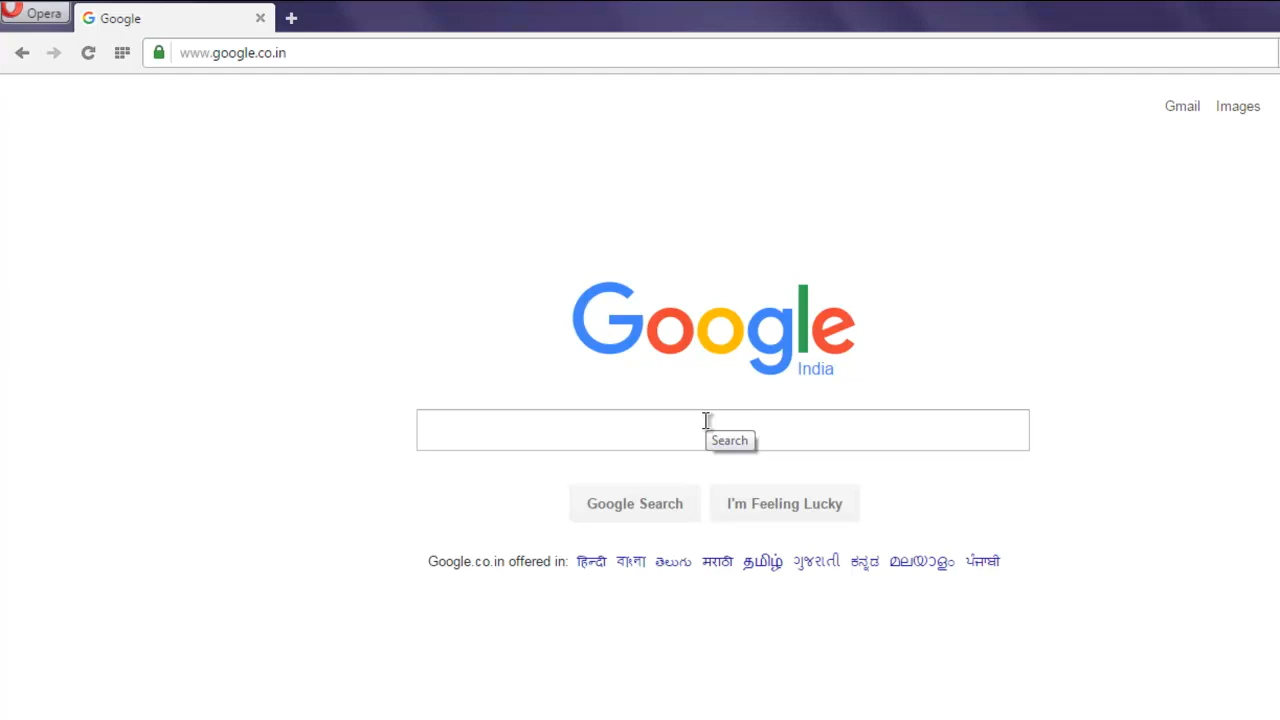 Opera Google
www.google.co.in
Gmail Images
Google
India
Search
Google Search I'm Feeling Lucky
Google.co.in offered in: हिन्दी বাংলা తెలుగు मराठी தமிழ் ગુજરાતી ಕನ್ನಡ മലയാളം ਪੰਜਾਬੀ